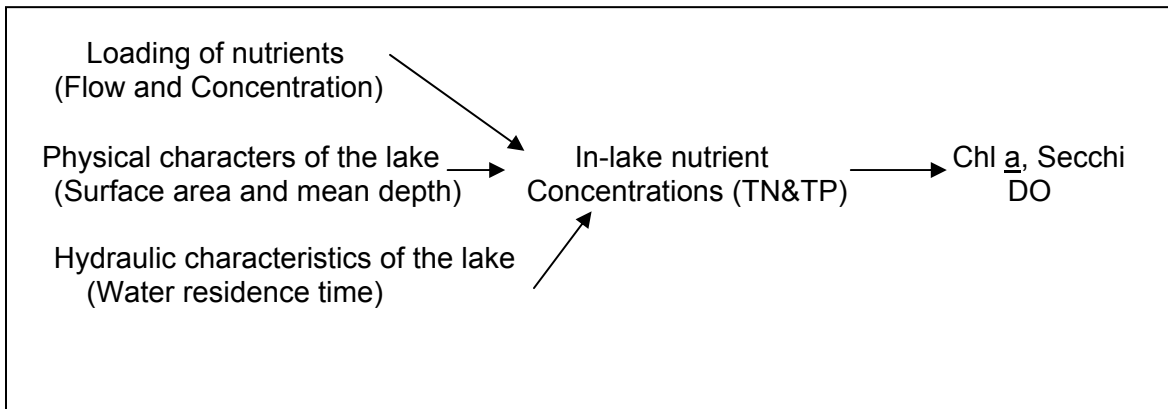 Loading of nutrients
(Flow and Concentration)
Physical characters of the lake
(Surface area and mean depth)
Hydraulic characteristics of the lake
(Water residence time)
In-lake nutrient
Concentrations (TN&TP)
Chl a, Secchi
DO